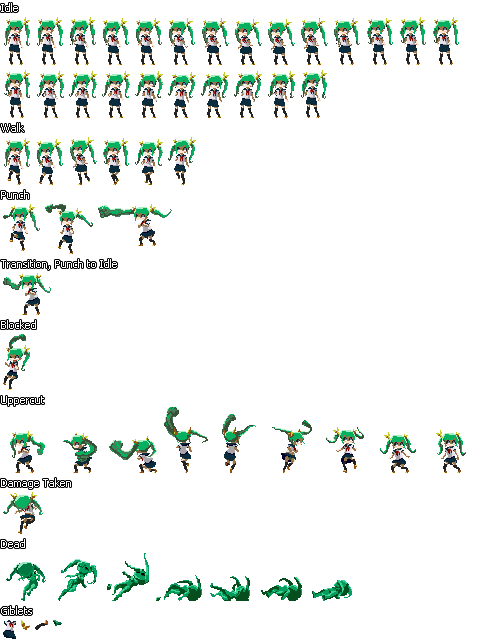 Idle
Walk
Punch
Transition, Punch to Idle
Blocked
Uppercut
Damage Taken
Dead
Giblets